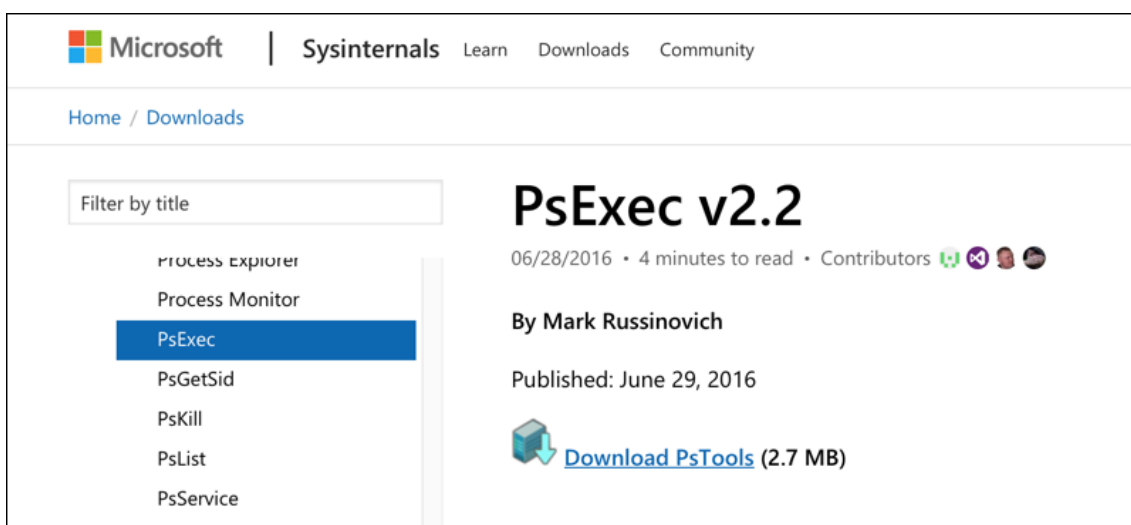 Microsoft | Sysinternals Learn Downloads Community
Home / Downloads
Filter by title
Process Explorer
Process Monitor
PsExec
PsGetSid
PsKill
PsList
PsService
PsExec v2.2
06/28/2016 • 4 minutes to read • Contributors
By Mark Russinovich
Published: June 29, 2016
Download PsTools (2.7 MB)